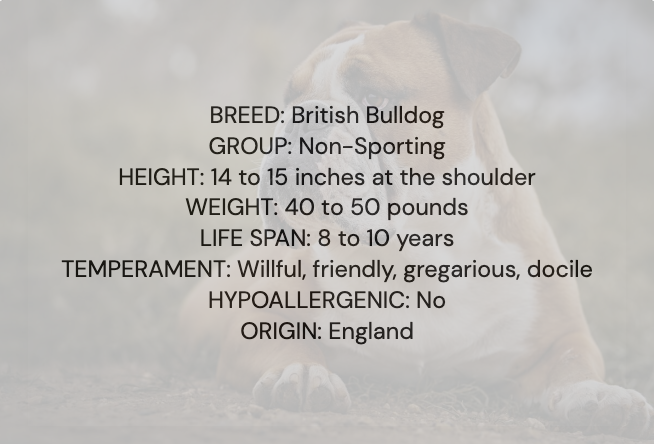 BREED: British Bulldog
GROUP: Non-Sporting
HEIGHT: 14 to 15 inches at the shoulder
WEIGHT: 40 to 50 pounds
LIFE SPAN: 8 to 10 years
TEMPERAMENT: Willful, friendly, gregarious, docile
HYPOALLERGENIC: No
ORIGIN: England